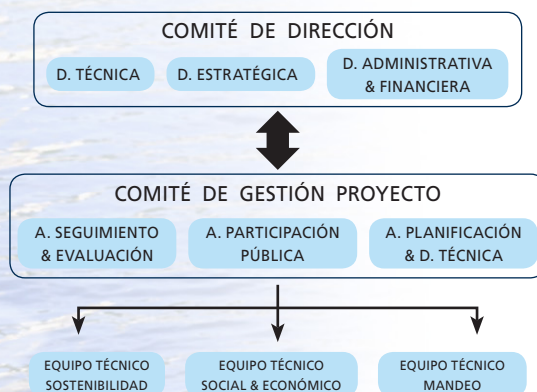 COMITÉ DE DIRECCIÓN
D. TÉCNICA
D. ESTRATÉGICA
D. ADMINISTRATIVA
& FINANCIERA
COMITÉ DE GESTIÓN PROYECTO
A. SEGUIMIENTO
& EVALUACIÓN
A. PARTICIPACIÓN
PÚBLICA
A. PLANIFICACIÓN
& D. TÉCNICA
EQUIPO TÉCNICO
SOSTENIBILIDAD
EQUIPO TÉCNICO
SOCIAL & ECONÓMICO
EQUIPO TÉCNICO
MANDEO